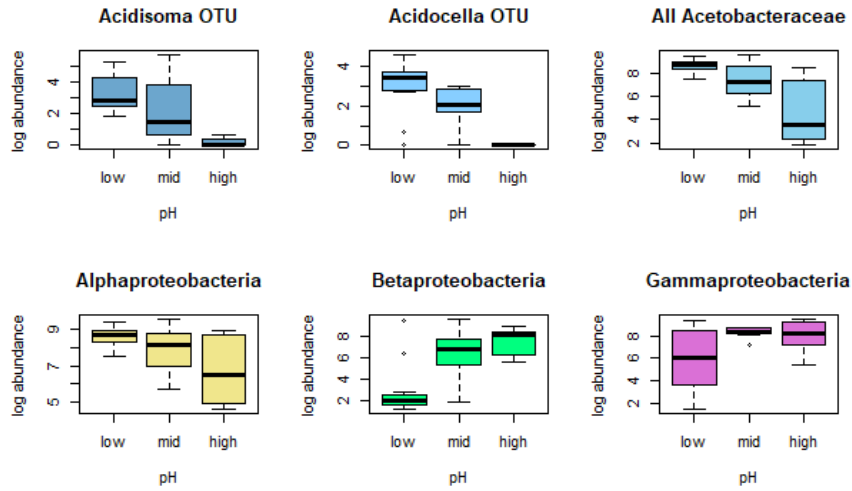 Acidisoma OTU
log abundance
4
2
0
low mid high
pH
Acidocella OTU
log abundance
4
2
0
low mid high
pH
All Acetobacteraceae
log abundance
8
6
4
2
low mid high
pH
Alphaproteobacteria
log abundance
9
7
5
low mid high
pH
Betaproteobacteria
log abundance
8
6
4
2
low mid high
pH
Gammaproteobacteria
log abundance
8
6
4
2
low mid high
pH